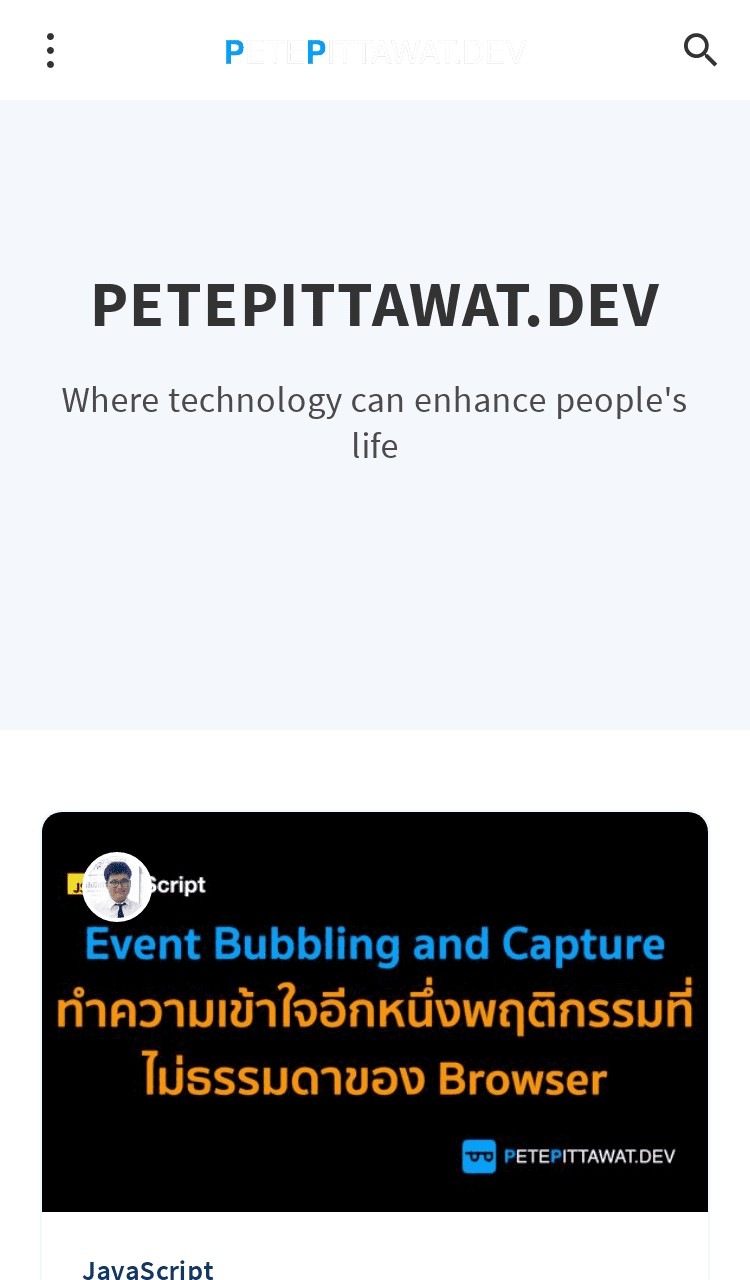 PETEPITTAWAT.DEV
PETEPITTAWAT.DEV
Where technology can enhance people's
life
JS Script
Event Bubbling and Capture
ทำความเข้าใจอีกหนึ่งพฤติกรรมที่
ไม่ธรรมดาของ Browser
PETEPITTAWAT.DEV
JavaScript